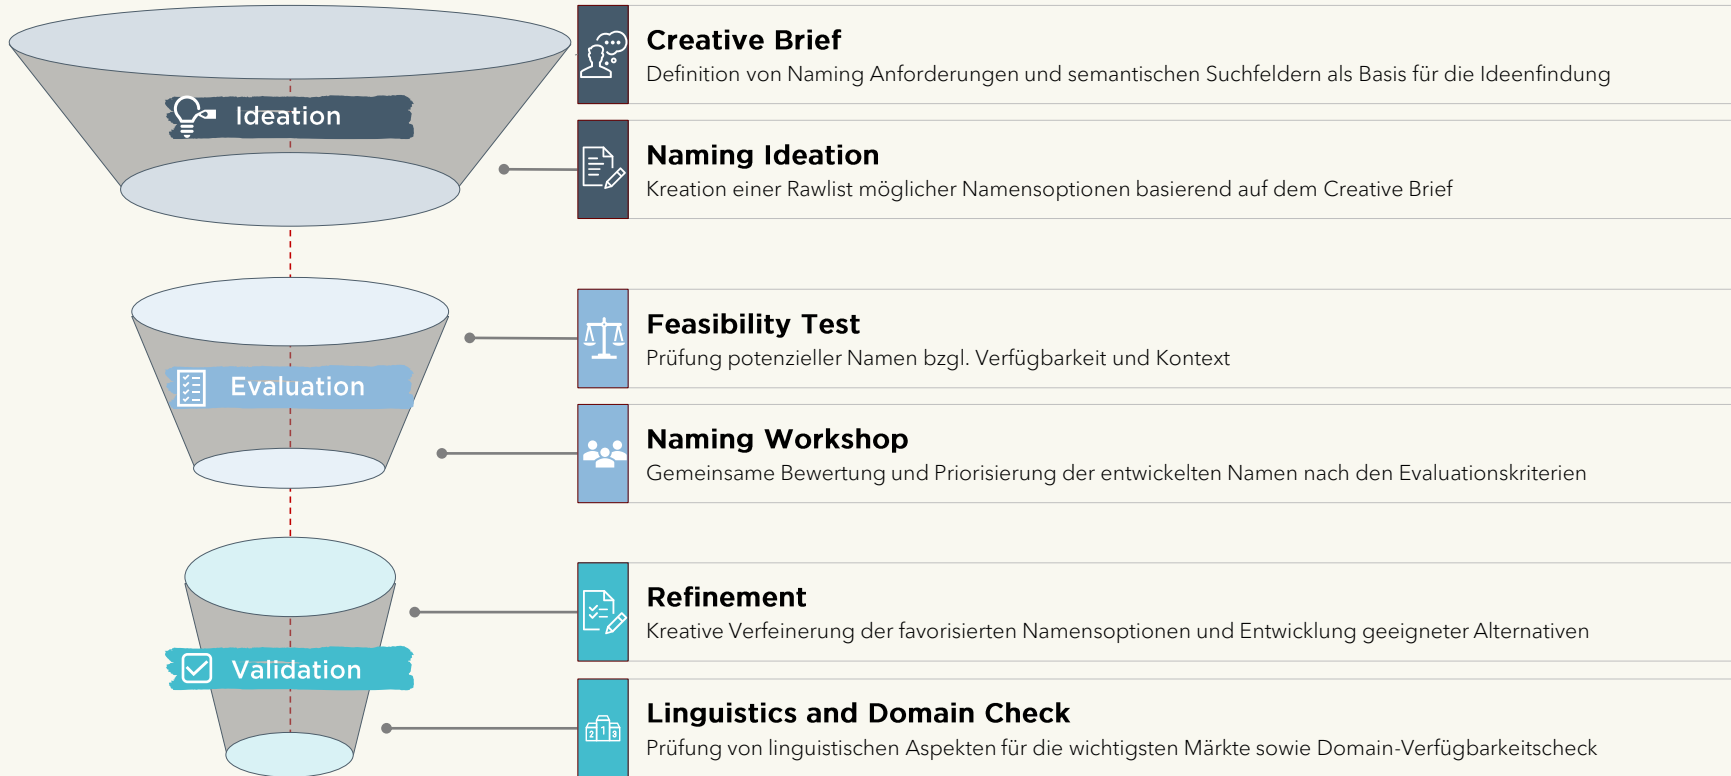 Creative Brief
Definition von Naming Anforderungen und semantischen Suchfeldern als Basis für die Ideenfindung
Ideation
Naming Ideation
Kreation einer Rawlist möglicher Namensoptionen basierend auf dem Creative Brief
Feasibility Test
Prüfung potenzieller Namen bzgl. Verfügbarkeit und Kontext
Evaluation
Naming Workshop
Gemeinsame Bewertung und Priorisierung der entwickelten Namen nach den Evaluationskriterien
Refinement
Kreative Verfeinerung der favorisierten Namensoptionen und Entwicklung geeigneter Alternativen
Validation
Linguistics and Domain Check
2 1 3
Prüfung von linguistischen Aspekten für die wichtigsten Märkte sowie Domain-Verfügbarkeitscheck